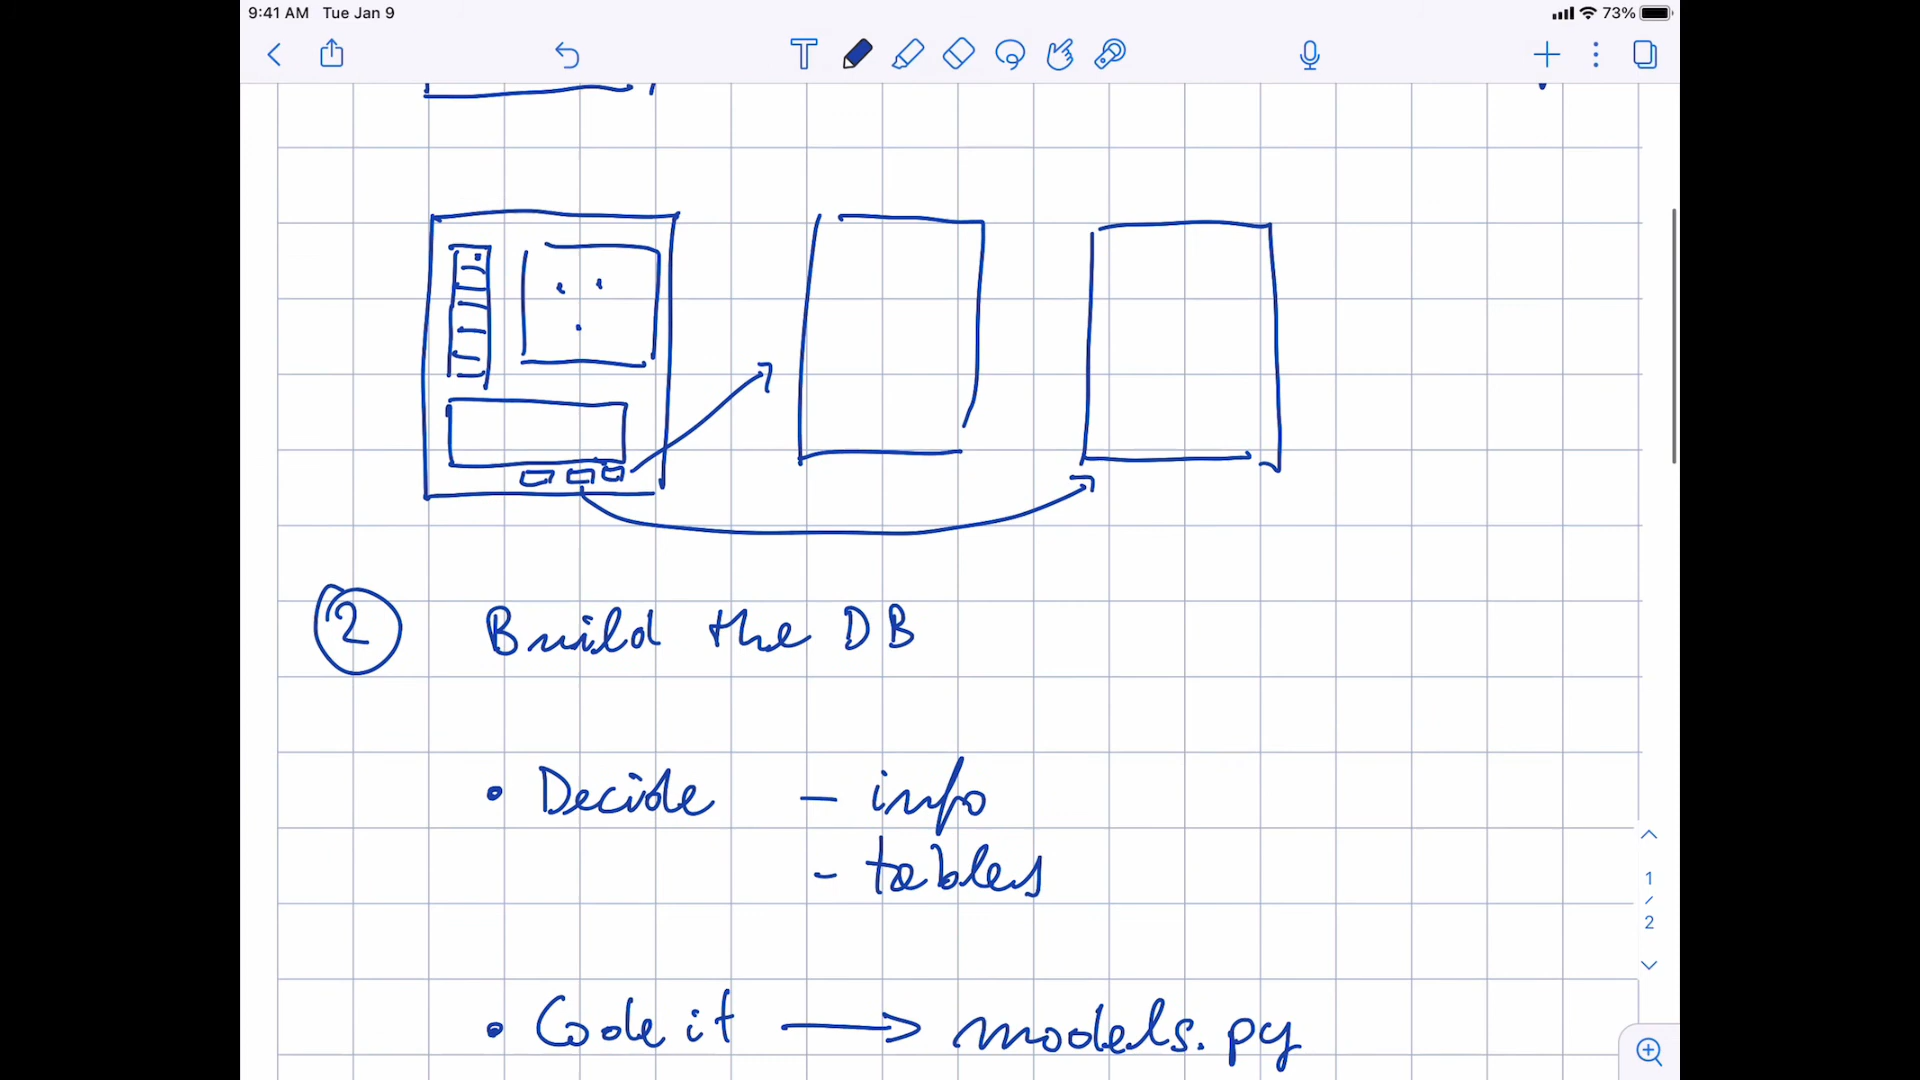 9:41 AM Tue Jan 9
73%
T
2 Build the DB
• Decide – info
- tables
1
/
2
• Code it → models.py